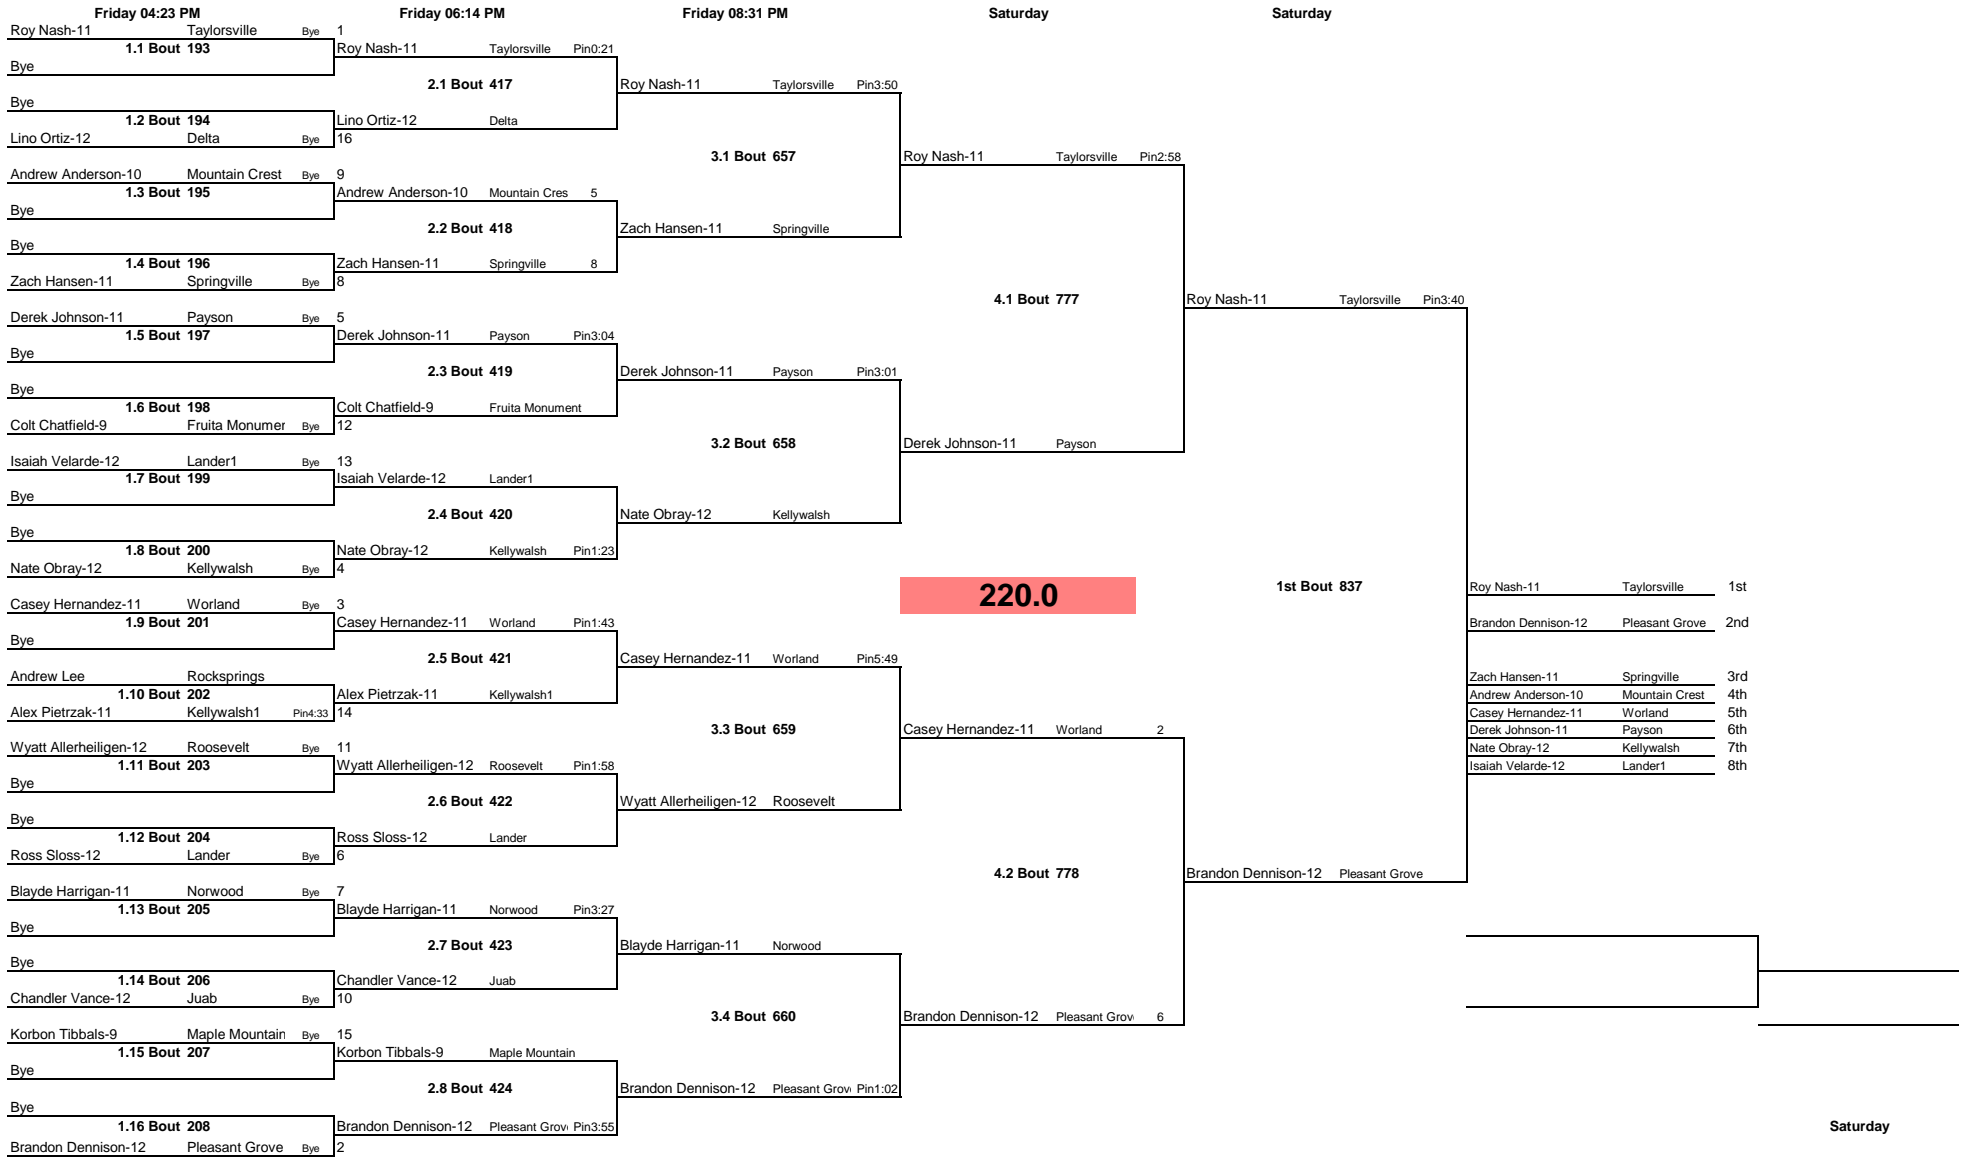 Friday 04:23 PM Friday 06:14 PM Friday 08:31 PM Saturday Saturday
Roy Nash-11 Taylorsville Bye 1
1.1 Bout 193 Roy Nash-11 Taylorsville Pin0:21
Bye
2.1 Bout 417 Roy Nash-11 Taylorsville Pin3:50
Bye
1.2 Bout 194 Lino Ortiz-12 Delta
Lino Ortiz-12 Delta Bye 16
3.1 Bout 657 Roy Nash-11 Taylorsville Pin2:58
Andrew Anderson-10 Mountain Crest Bye 9
1.3 Bout 195 Andrew Anderson-10 Mountain Cres 5
Bye
2.2 Bout 418 Zach Hansen-11 Springville
Bye
1.4 Bout 196 Zach Hansen-11 Springville 8
Zach Hansen-11 Springville Bye 8
4.1 Bout 777 Roy Nash-11 Taylorsville Pin3:40
Derek Johnson-11 Payson Bye 5
1.5 Bout 197 Derek Johnson-11 Payson Pin3:04
Bye
2.3 Bout 419 Derek Johnson-11 Payson Pin3:01
Bye
1.6 Bout 198 Colt Chatfield-9 Fruita Monument
Colt Chatfield-9 Fruita Monumer Bye 12
3.2 Bout 658 Derek Johnson-11 Payson
Isaiah Velarde-12 Lander1 Bye 13
1.7 Bout 199 Isaiah Velarde-12 Lander1
Bye
2.4 Bout 420 Nate Obray-12 Kellywalsh
Bye
1.8 Bout 200 Nate Obray-12 Kellywalsh Pin1:23
Nate Obray-12 Kellywalsh Bye 4
220.0 1st Bout 837 Roy Nash-11 Taylorsville 1st
Casey Hernandez-11 Worland Bye 3
1.9 Bout 201 Casey Hernandez-11 Worland Pin1:43 Brandon Dennison-12 Pleasant Grove 2nd
Bye
2.5 Bout 421 Casey Hernandez-11 Worland Pin5:49
Andrew Lee Rocksprings Zach Hansen-11 Springville 3rd
1.10 Bout 202 Alex Pietrzak-11 Kellywalsh1 Andrew Anderson-10 Mountain Crest 4th
Alex Pietrzak-11 Kellywalsh1 Pin4:33 14 Casey Hernandez-11 Worland 5th
3.3 Bout 659 Casey Hernandez-11 Worland 2 Derek Johnson-11 Payson 6th
Wyatt Allerheiligen-12 Roosevelt Bye 11 Nate Obray-12 Kellywalsh 7th
1.11 Bout 203 Wyatt Allerheiligen-12 Roosevelt Pin1:58 Isaiah Velarde-12 Lander1 8th
Bye
2.6 Bout 422 Wyatt Allerheiligen-12 Roosevelt
Bye
1.12 Bout 204 Ross Sloss-12 Lander
Ross Sloss-12 Lander Bye 6
4.2 Bout 778 Brandon Dennison-12 Pleasant Grove
Blayde Harrigan-11 Norwood Bye 7
1.13 Bout 205 Blayde Harrigan-11 Norwood Pin3:27
Bye
2.7 Bout 423 Blayde Harrigan-11 Norwood
Bye
1.14 Bout 206 Chandler Vance-12 Juab
Chandler Vance-12 Juab Bye 10
3.4 Bout 660 Brandon Dennison-12 Pleasant Grov 6
Korbon Tibbals-9 Maple Mountain Bye 15
1.15 Bout 207 Korbon Tibbals-9 Maple Mountain
Bye
2.8 Bout 424 Brandon Dennison-12 Pleasant Grov Pin1:02
Bye
1.16 Bout 208 Brandon Dennison-12 Pleasant Grov Pin3:55 Saturday
Brandon Dennison-12 Pleasant Grove Bye 2